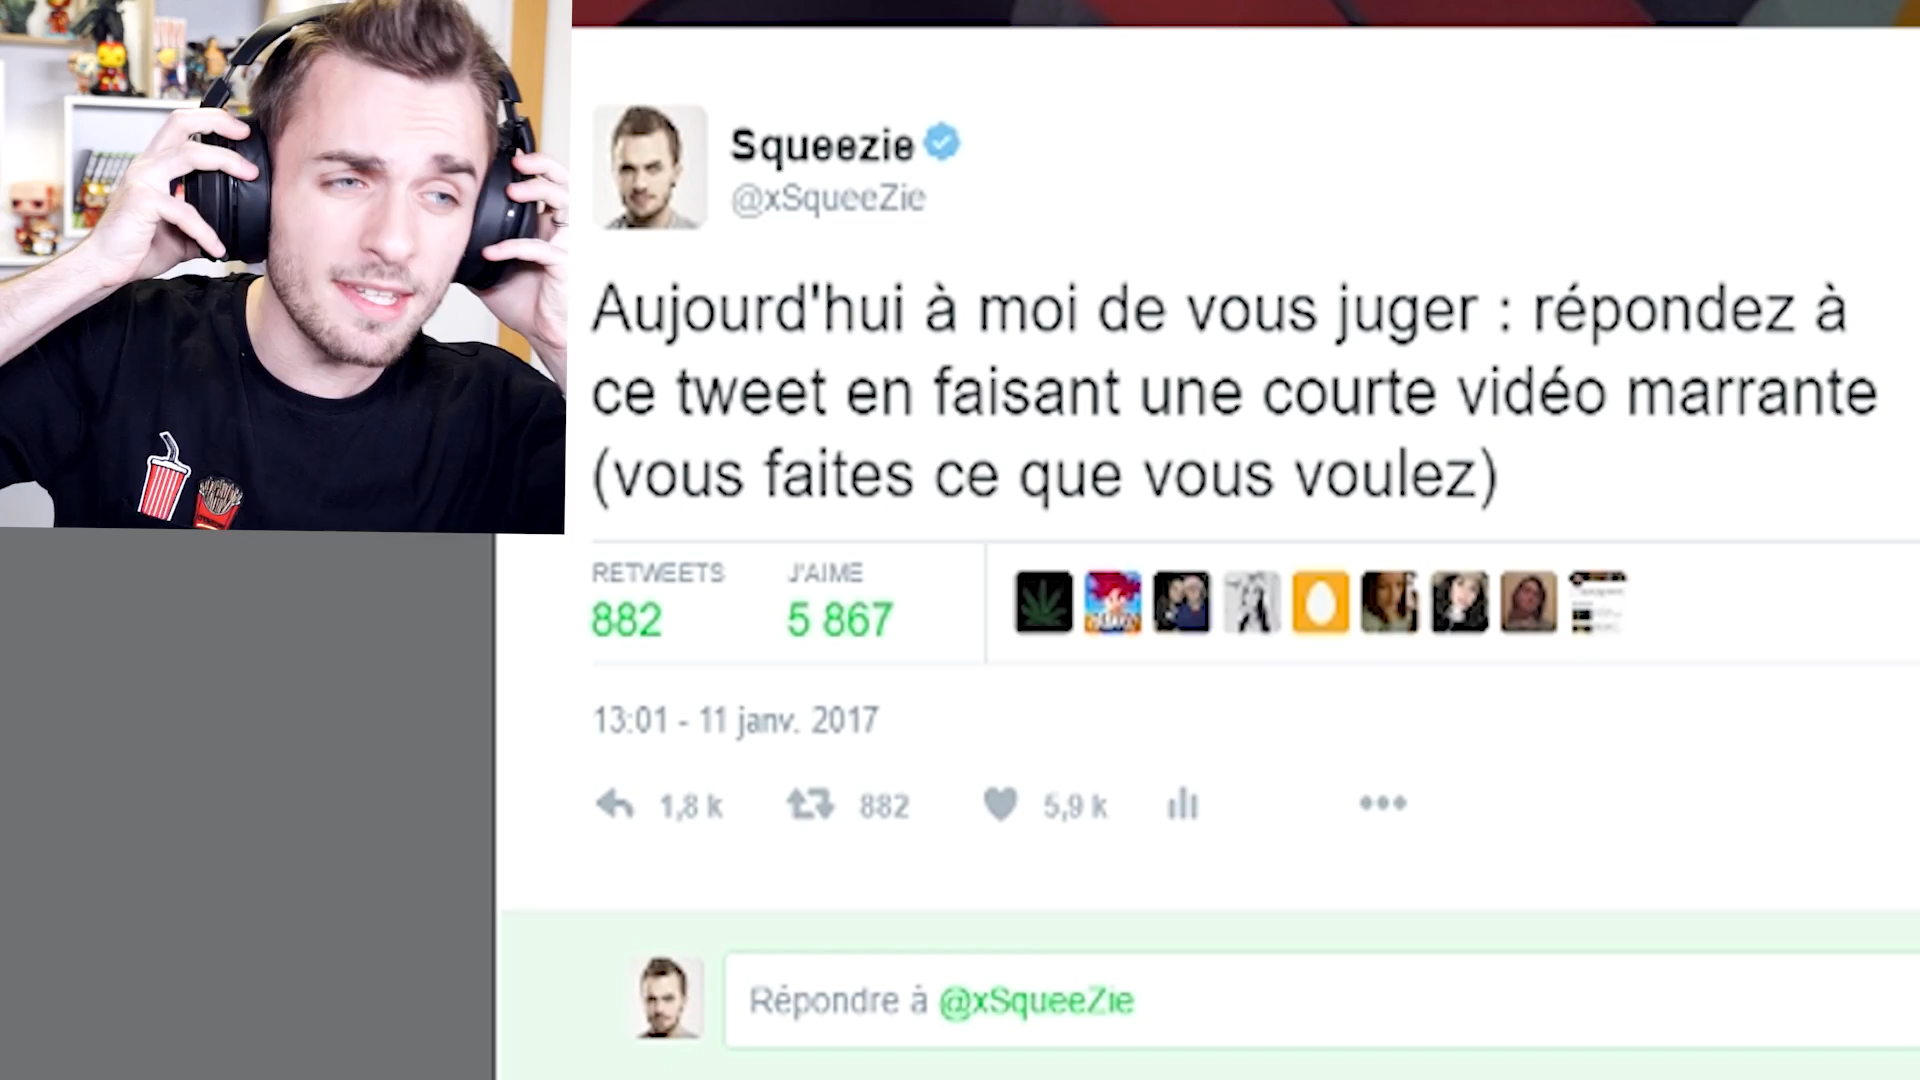 Squeezie
@xSqueeZie
Aujourd'hui à moi de vous juger : répondez à
ce tweet en faisant une courte vidéo marrante
(vous faites ce que vous voulez)
RETWEETS J'AIME
882 5 867
13:01 - 11 janv. 2017
1,8 k 882 5,9 k
Répondre à @xSqueeZie